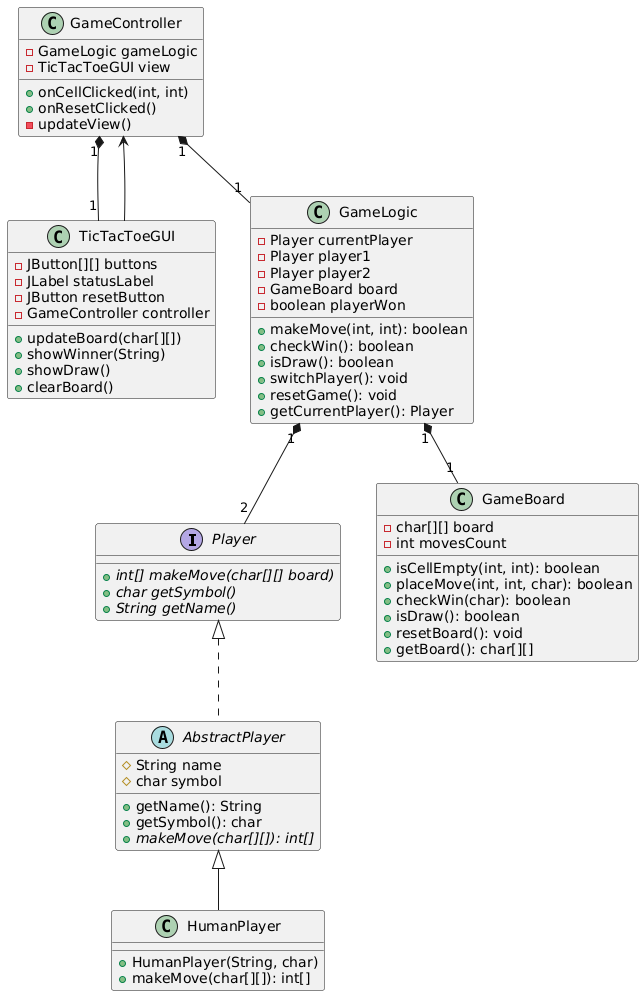 C GameController
GameLogic gameLogic
TicTacToeGUI view
onCellClicked(int, int)
onResetClicked()
updateView()
1
1
1
1
C TicTacToeGUI
JButton[][] buttons
JLabel statusLabel
JButton resetButton
GameController controller
updateBoard(char[][])
showWinner(String)
showDraw()
clearBoard()
C GameLogic
Player currentPlayer
Player player1
Player player2
GameBoard board
boolean playerWon
makeMove(int, int): boolean
checkWin(): boolean
isDraw(): boolean
switchPlayer(): void
resetGame(): void
getCurrentPlayer(): Player
1
1
2
1
I Player
int[] makeMove(char[][] board)
char getSymbol()
String getName()
C GameBoard
char[][] board
int movesCount
isCellEmpty(int, int): boolean
placeMove(int, int, char): boolean
checkWin(char): boolean
isDraw(): boolean
resetBoard(): void
getBoard(): char[][]
A AbstractPlayer
String name
char symbol
getName(): String
getSymbol(): char
makeMove(char[][]): int[]
C HumanPlayer
HumanPlayer(String, char)
makeMove(char[][]): int[]